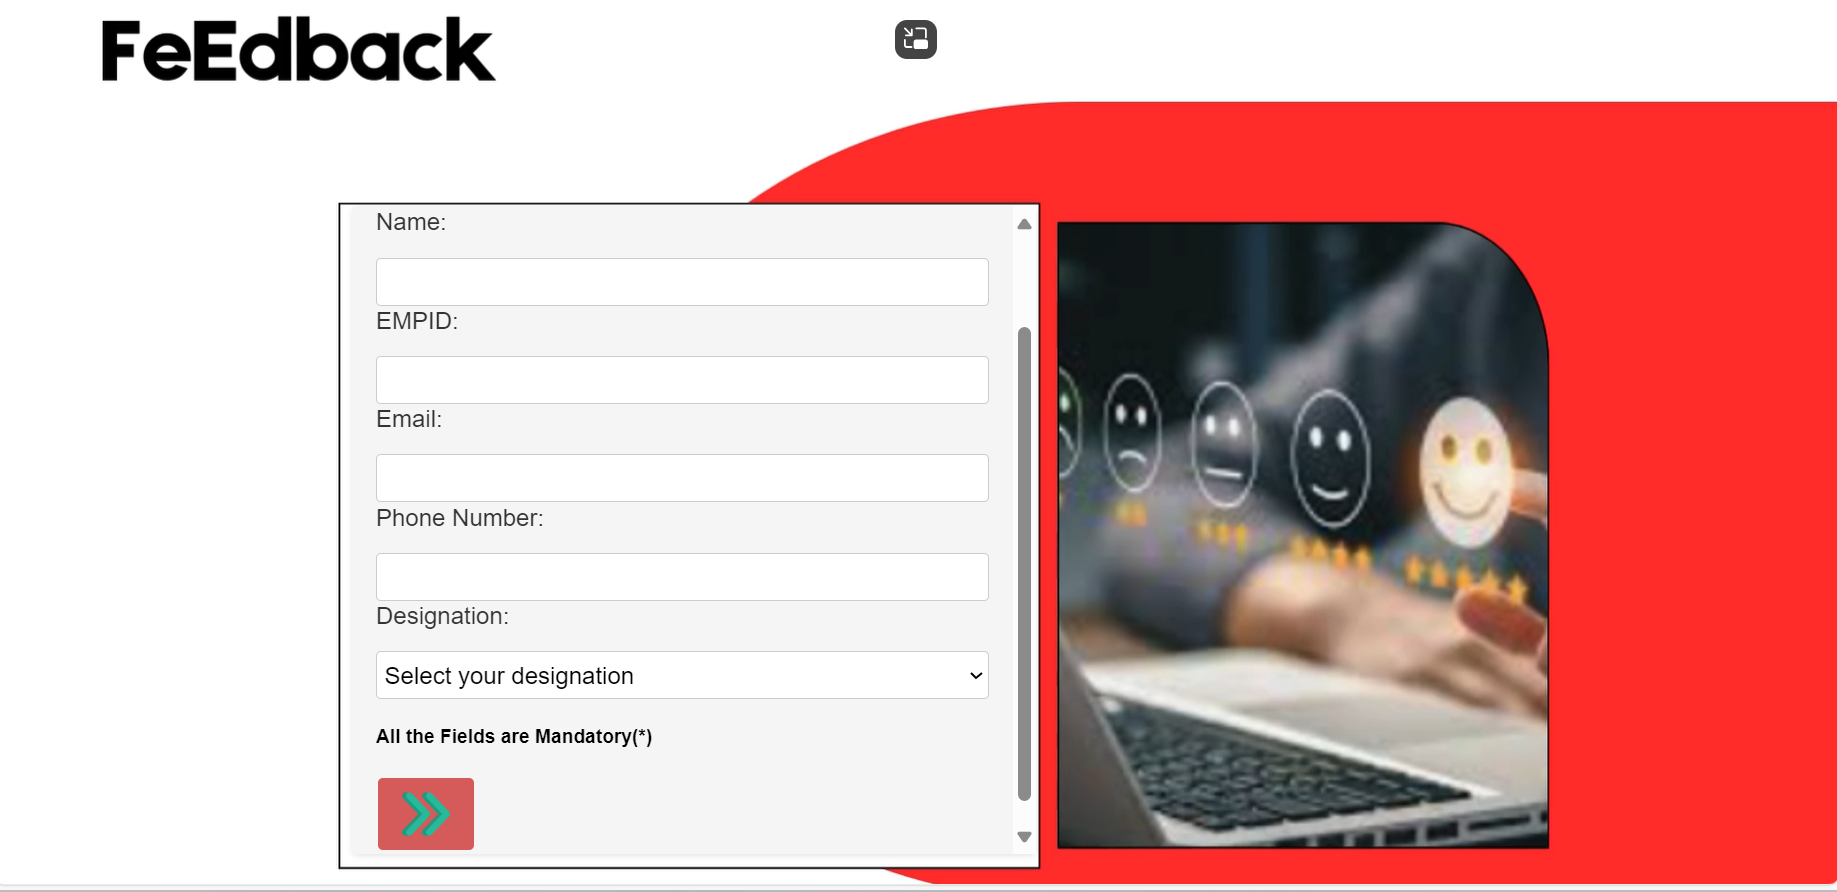 FeEdback
Name:
EMPID:
Email:
Phone Number:
Designation:
Select your designation
All the Fields are Mandatory(*)